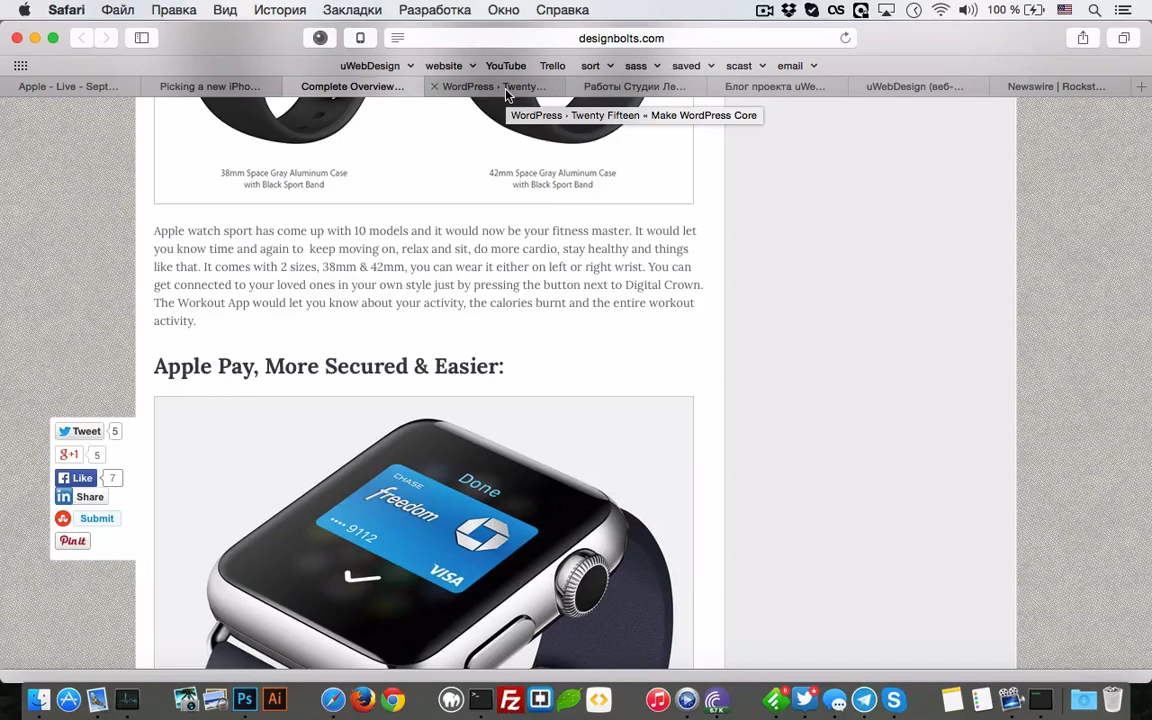 Safari Файл Правка Вид История Закладки Разработка Окно Справка 100 %
designbolts.com
uWebDesign website YouTube Trello sort sass saved scast email
Apple - Live - Sept... Picking a new iPho... Complete Overview... WordPress › Twenty... Работы Студии Ле... Блог проекта uWe... uWebDesign (веб-... Newswire | Rockst...
WordPress › Twenty Fifteen « Make WordPress Core
38mm Space Gray Aluminum Case
with Black Sport Band
42mm Space Gray Aluminum Case
with Black Sport Band
Apple watch sport has come up with 10 models and it would now be your fitness master. It would let
you know time and again to keep moving on, relax and sit, do more cardio, stay healthy and things
like that. It comes with 2 sizes, 38mm & 42mm, you can wear it either on left or right wrist. You can
get connected to your loved ones in your own style just by pressing the button next to Digital Crown.
The Workout App would let you know about your activity, the calories burnt and the entire workout
activity.
Apple Pay, More Secured & Easier:
Tweet 5
g+1 5
Like 7
in Share
Submit
Pin it
Done
CHASE
freedom
•••• 9112
VISA
Ps Ai Fz